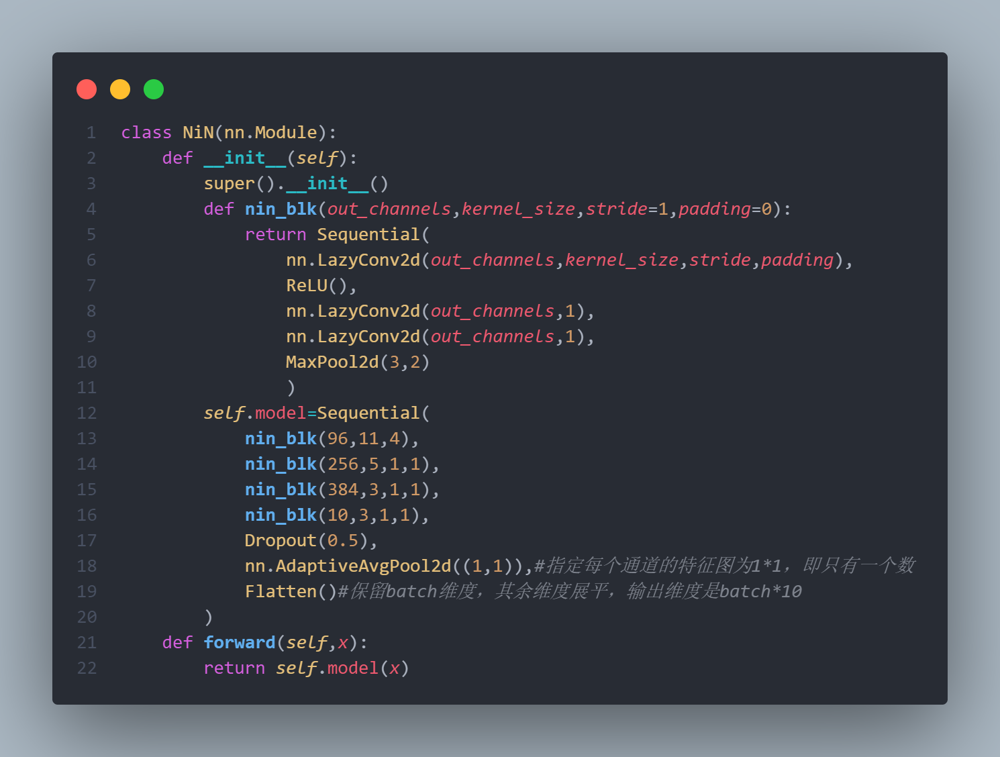 1 class NiN(nn.Module):
2     def __init__(self):
3         super().__init__()
4         def nin_blk(out_channels,kernel_size,stride=1,padding=0):
5             return Sequential(
6                 nn.LazyConv2d(out_channels,kernel_size,stride,padding),
7                 ReLU(),
8                 nn.LazyConv2d(out_channels,1),
9                 nn.LazyConv2d(out_channels,1),
10                 MaxPool2d(3,2)
11                 )
12         self.model=Sequential(
13             nin_blk(96,11,4),
14             nin_blk(256,5,1,1),
15             nin_blk(384,3,1,1),
16             nin_blk(10,3,1,1),
17             Dropout(0.5),
18             nn.AdaptiveAvgPool2d((1,1)),#指定每个通道的特征图为1*1，即只有一个数
19             Flatten()#保留batch维度，其余维度展平，输出维度是batch*10
20         )
21     def forward(self,x):
22         return self.model(x)